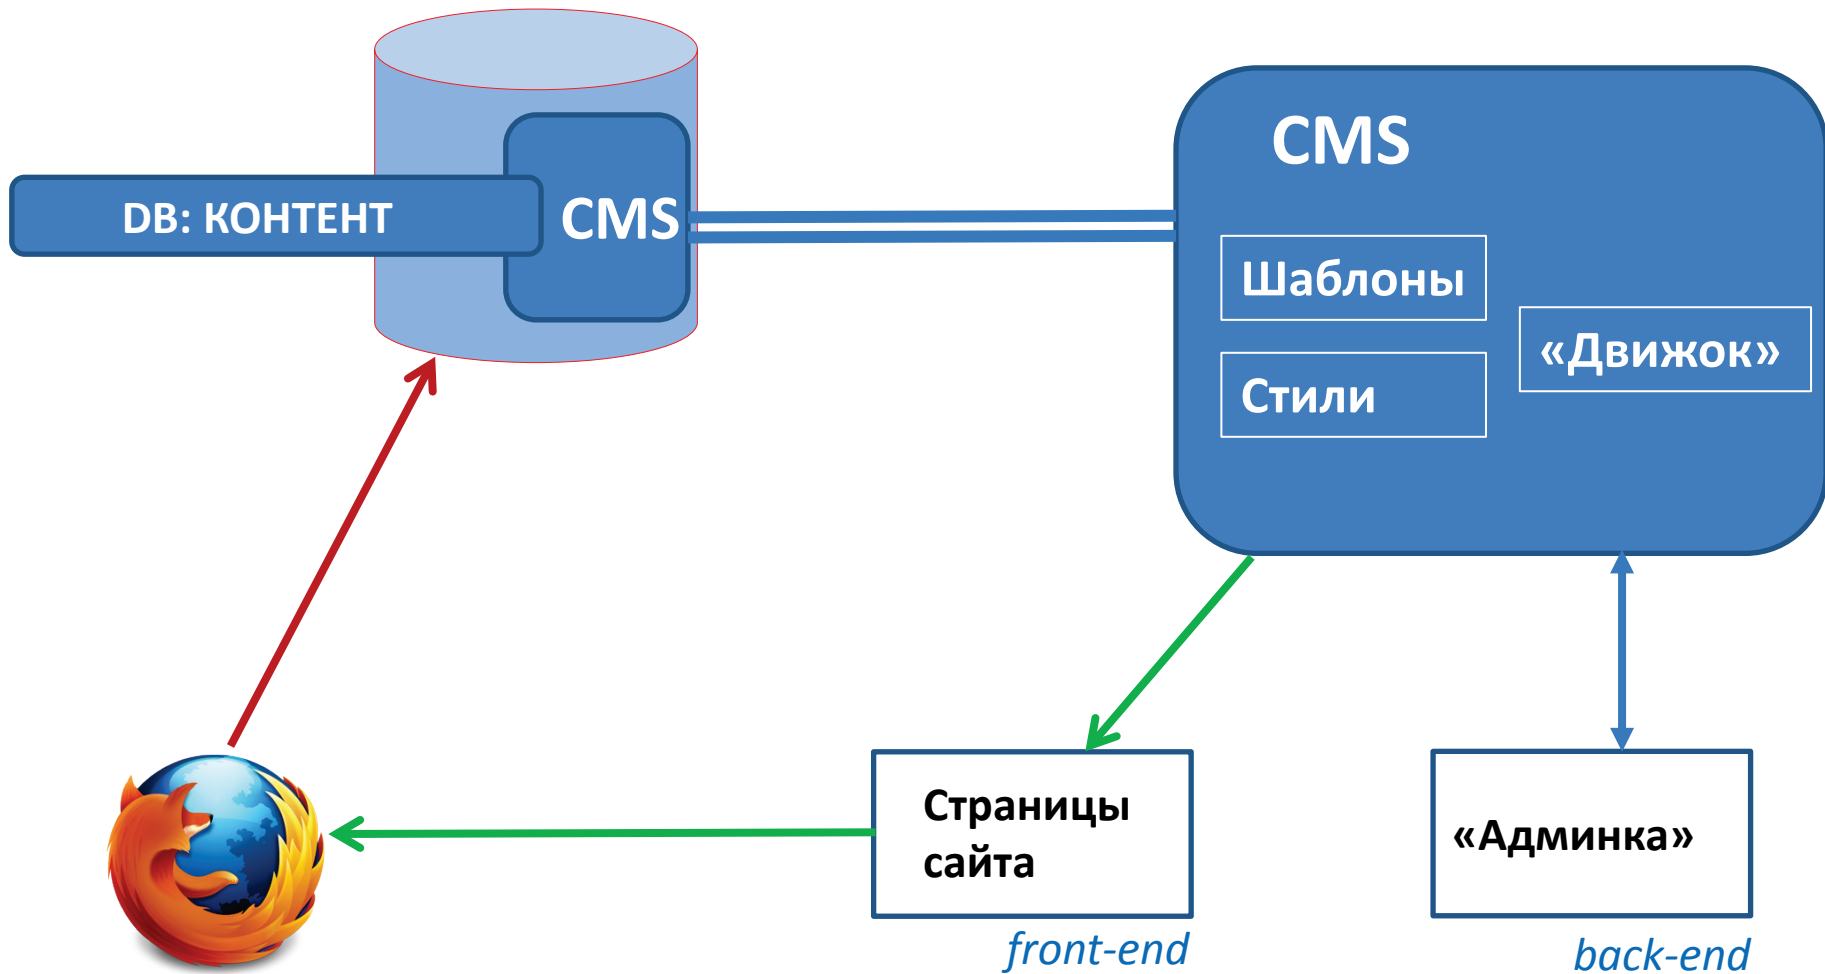 DB: КОНТЕНТ
CMS
CMS
Шаблоны
Стили
«Движок»
Страницы
сайта
front-end
«Админка»
back-end